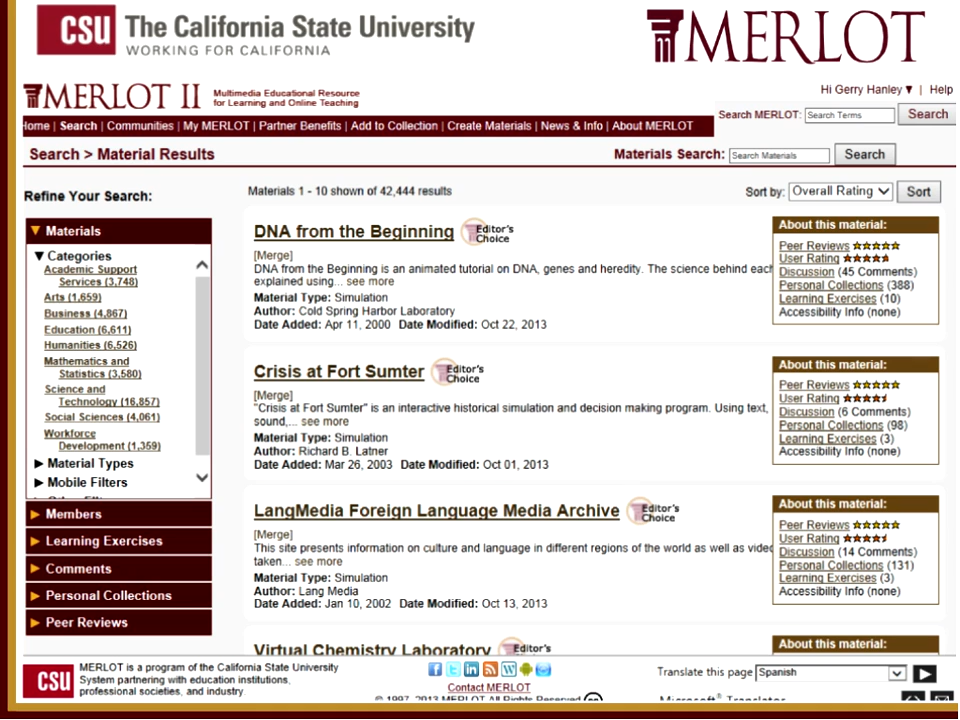 CSU The California State University
WORKING FOR CALIFORNIA
MERLOT
MERLOT II
Multimedia Educational Resource
for Learning and Online Teaching
Hi Gerry Hanley ▼ | Help
Home | Search | Communities | My MERLOT | Partner Benefits | Add to Collection | Create Materials | News & Info | About MERLOT
Search MERLOT: Search Terms Search
Search > Material Results
Materials Search: Search Materials Search
Refine Your Search:
Materials 1 - 10 shown of 42,444 results
Sort by: Overall Rating Sort
▼ Materials
▼ Categories
Academic Support
Services (3,748)
Arts (1,659)
Business (4,867)
Education (6,611)
Humanities (6,526)
Mathematics and
Statistics (3,580)
Science and
Technology (16,857)
Social Sciences (4,061)
Workforce
Development (1,359)
► Material Types
► Mobile Filters
► Members
► Learning Exercises
► Comments
► Personal Collections
► Peer Reviews
DNA from the Beginning Editor's
Choice
[Merge]
DNA from the Beginning is an animated tutorial on DNA, genes and heredity. The science behind each
explained using... see more
Material Type: Simulation
Author: Cold Spring Harbor Laboratory
Date Added: Apr 11, 2000 Date Modified: Oct 22, 2013
About this material:
Peer Reviews
User Rating
Discussion (45 Comments)
Personal Collections (388)
Learning Exercises (10)
Accessibility Info (none)
Crisis at Fort Sumter Editor's
Choice
[Merge]
"Crisis at Fort Sumter" is an interactive historical simulation and decision making program. Using text,
sound,... see more
Material Type: Simulation
Author: Richard B. Latner
Date Added: Mar 26, 2003 Date Modified: Oct 01, 2013
About this material:
Peer Reviews
User Rating
Discussion (6 Comments)
Personal Collections (98)
Learning Exercises (3)
Accessibility Info (none)
LangMedia Foreign Language Media Archive Editor's
Choice
[Merge]
This site presents information on culture and language in different regions of the world as well as video
taken... see more
Material Type: Simulation
Author: Lang Media
Date Added: Jan 10, 2002 Date Modified: Oct 13, 2013
About this material:
Peer Reviews
User Rating
Discussion (14 Comments)
Personal Collections (131)
Learning Exercises (3)
Accessibility Info (none)
Virtual Chemistry Laboratory Editor's
About this material:
CSU
MERLOT is a program of the California State University
System partnering with education institutions,
professional societies, and industry.
Contact MERLOT
© 1997, 2013 MERLOT All Rights Reserved
Translate this page Spanish
Microsoft® Translator